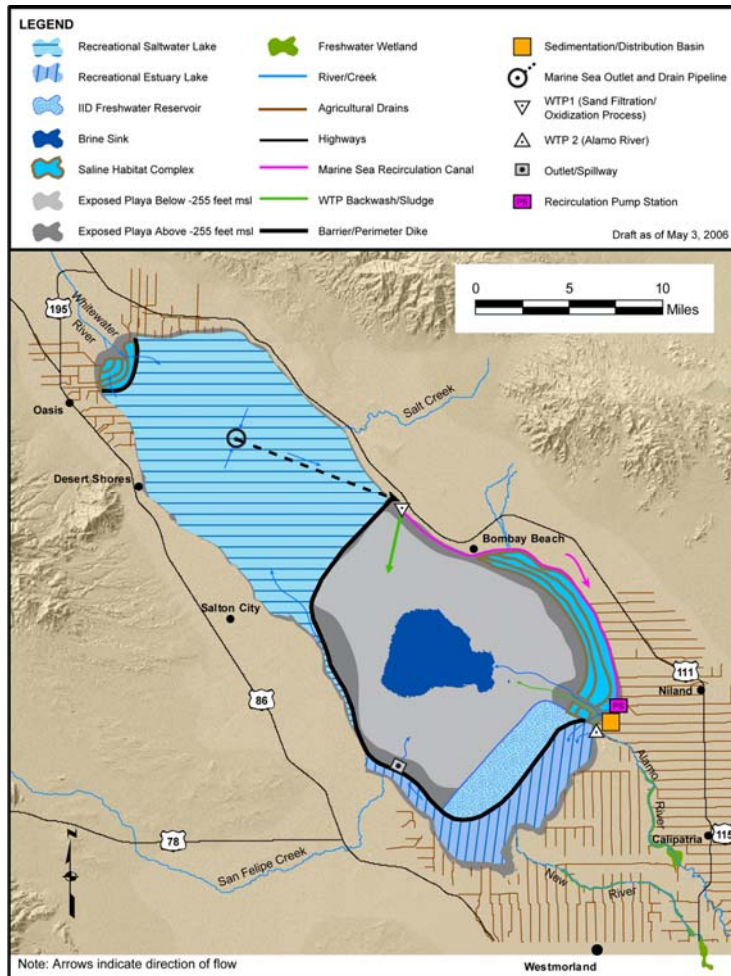 LEGEND
Recreational Saltwater Lake
Recreational Estuary Lake
IID Freshwater Reservoir
Brine Sink
Saline Habitat Complex
Exposed Playa Below -255 feet msl
Exposed Playa Above -255 feet msl
Freshwater Wetland
River/Creek
Agricultural Drains
Highways
Marine Sea Recirculation Canal
WTP Backwash/Sludge
Barrier/Perimeter Dike
Sedimentation/Distribution Basin
Marine Sea Outlet and Drain Pipeline
WTP1 (Sand Filtration/
Oxidization Process)
WTP 2 (Alamo River)
Outlet/Spillway
PS
Recirculation Pump Station
Draft as of May 3, 2006
0 5 10
Miles
195
Whitewater
River
Oasis
Salt Creek
Desert Shores
Bombay Beach
Salton City
86
111
Niland
PS
Alamo
River
Calipatria
115
78
San Felipe Creek
New
River
N
Westmorland
Note: Arrows indicate direction of flow